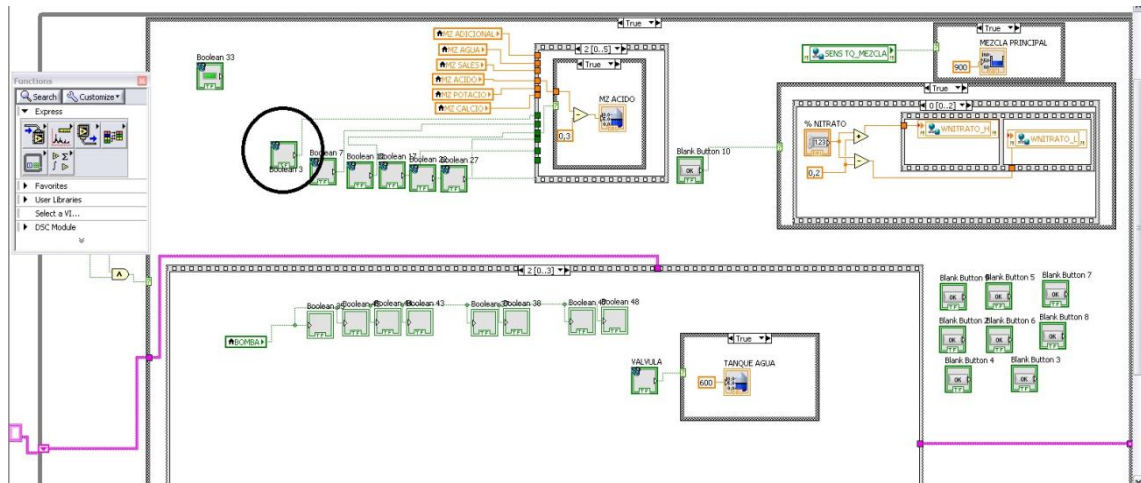 True
Functions
Search
Customize
Express
Favorites
User Libraries
Select a VI...
DSC Module
Boolean 33
MZ ADICIONAL
MZ AGUA
MZ SALES
MZ ACIDO
MZ POTACIO
MZ CALCIO
2 [0..5]
True
MZ ACIDO
0,3
Boolean 3
Boolean 7
Boolean 17
Boolean 27
SENS TQ_MEZCLA
True
MEZCLA PRINCIPAL
900
True
0 [0..2]
% NITRATO
1.23
0,2
WNITRATO_H
WNITRATO_L
Blank Button 10
OK
2 [0..3]
BOMBA
Boolean 43
Boolean 38
Boolean 48
VALVULA
True
TANQUE AGUA
600
Blank Button 5
Blank Button 7
Blank Button 6
Blank Button 8
Blank Button 4
Blank Button 3